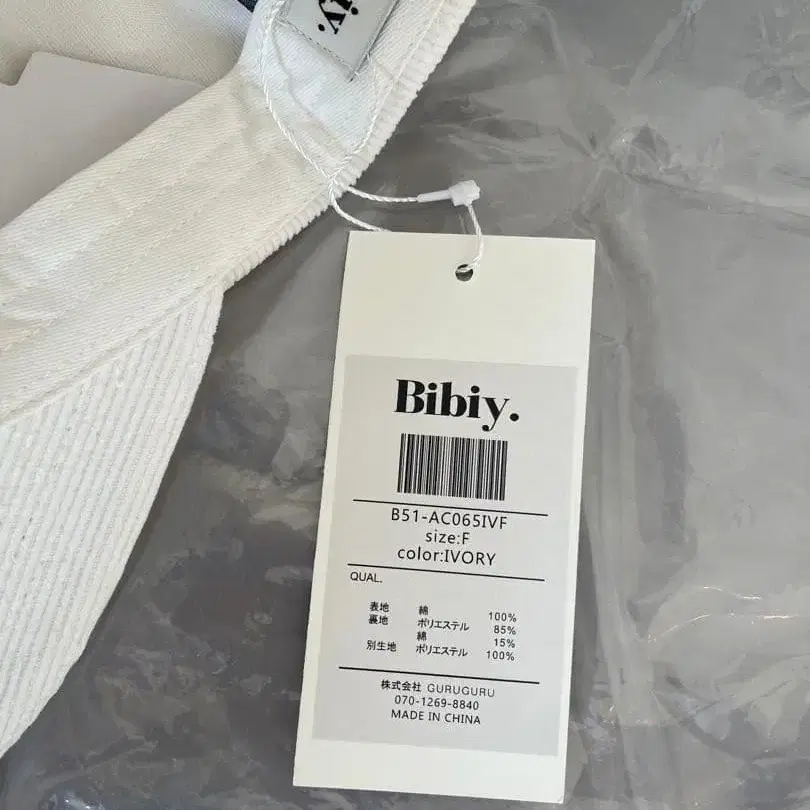 iy.
Bibiy.
B51-AC065IVF
size:F
color:IVORY
QUAL.
表地 綿 100%
裏地 ポリエステル 85%
綿 15%
別生地 ポリエステル 100%
株式会社 GURUGURU
070-1269-8840
MADE IN CHINA